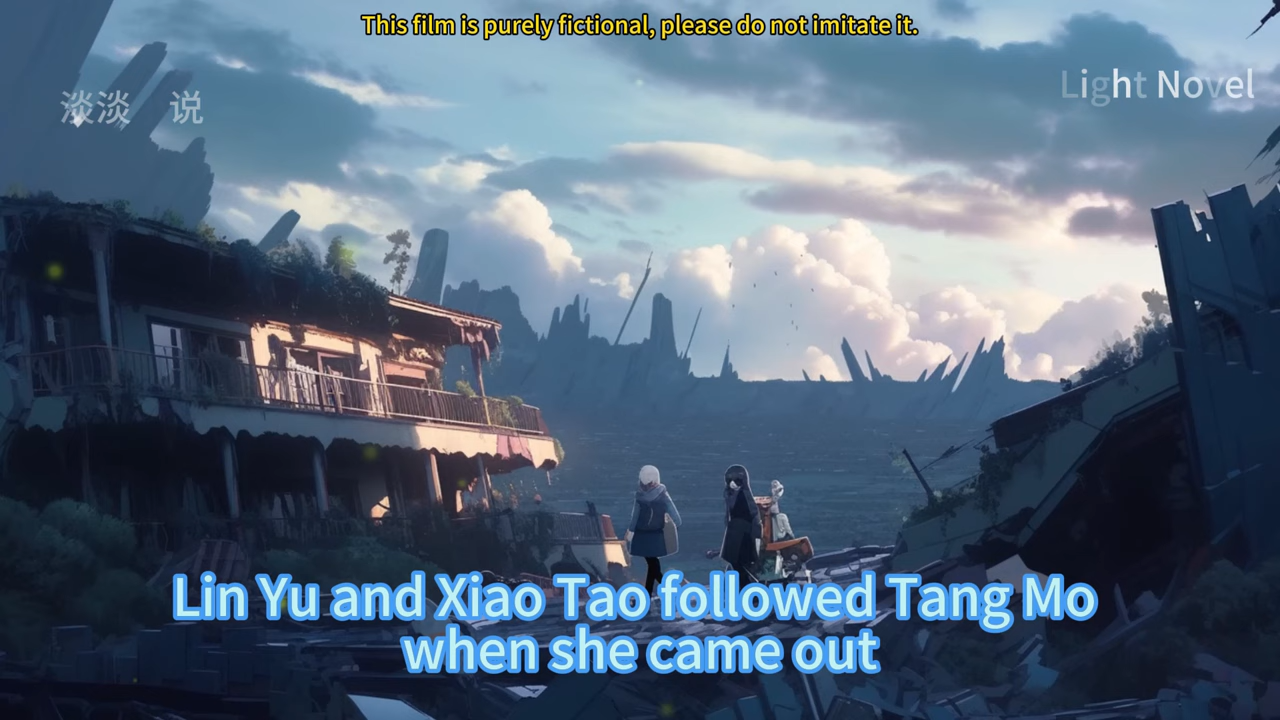 This film is purely fictional, please do not imitate it.
Light Novel
淡淡 说
Lin Yu and Xiao Tao followed Tang Mo
when she came out